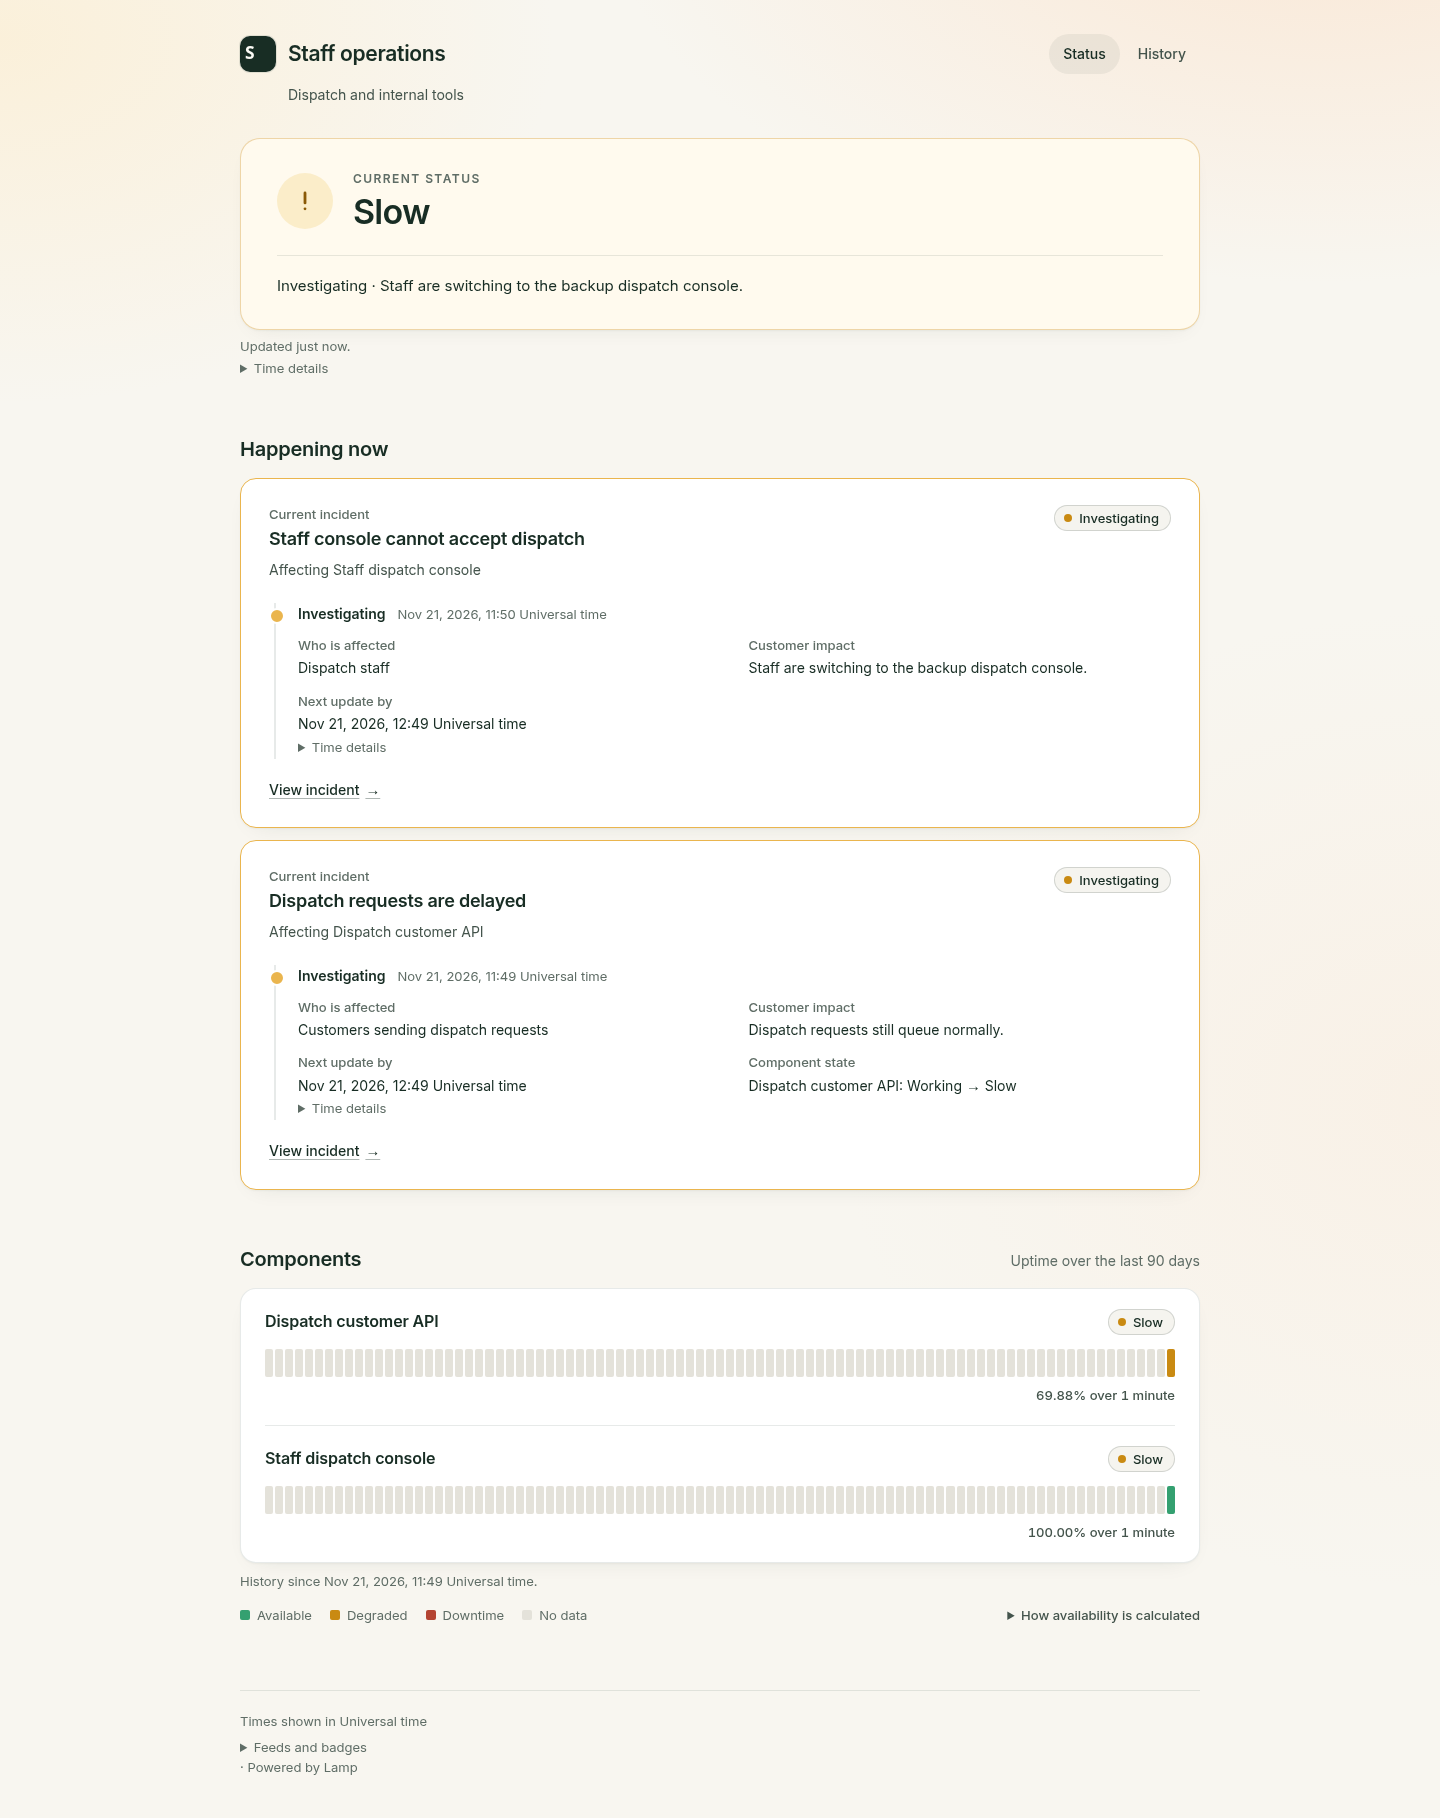 S
Staff operations
Status
History
Dispatch and internal tools
!
CURRENT STATUS
Slow
Investigating · Staff are switching to the backup dispatch console.
Updated just now.
▶ Time details
Happening now
Current incident
Investigating
Staff console cannot accept dispatch
Affecting Staff dispatch console
Investigating Nov 21, 2026, 11:50 Universal time
Who is affected
Dispatch staff
Customer impact
Staff are switching to the backup dispatch console.
Next update by
Nov 21, 2026, 12:49 Universal time
▶ Time details
View incident →
Current incident
Investigating
Dispatch requests are delayed
Affecting Dispatch customer API
Investigating Nov 21, 2026, 11:49 Universal time
Who is affected
Customers sending dispatch requests
Customer impact
Dispatch requests still queue normally.
Next update by
Nov 21, 2026, 12:49 Universal time
▶ Time details
Component state
Dispatch customer API: Working → Slow
View incident →
Components
Uptime over the last 90 days
Dispatch customer API
Slow
69.88% over 1 minute
Staff dispatch console
Slow
100.00% over 1 minute
History since Nov 21, 2026, 11:49 Universal time.
Available
Degraded
Downtime
No data
▶ How availability is calculated
Times shown in Universal time
▶ Feeds and badges
· Powered by Lamp